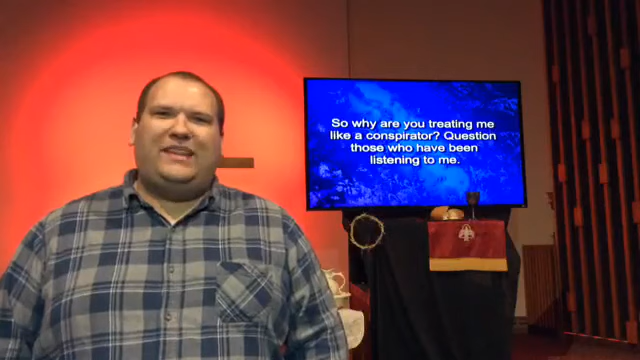 So why are you treating me
like a conspirator? Question
those who have been
listening to me.